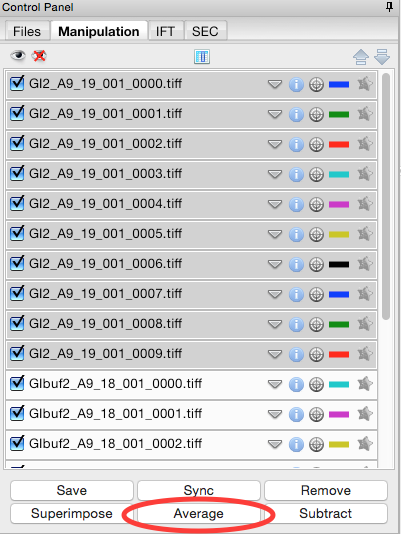 Control Panel
Files Manipulation IFT SEC
GI2_A9_19_001_0000.tiff
GI2_A9_19_001_0001.tiff
GI2_A9_19_001_0002.tiff
GI2_A9_19_001_0003.tiff
GI2_A9_19_001_0004.tiff
GI2_A9_19_001_0005.tiff
GI2_A9_19_001_0006.tiff
GI2_A9_19_001_0007.tiff
GI2_A9_19_001_0008.tiff
GI2_A9_19_001_0009.tiff
GIbuf2_A9_18_001_0000.tiff
GIbuf2_A9_18_001_0001.tiff
GIbuf2_A9_18_001_0002.tiff
Save Sync Remove
Superimpose Average Subtract